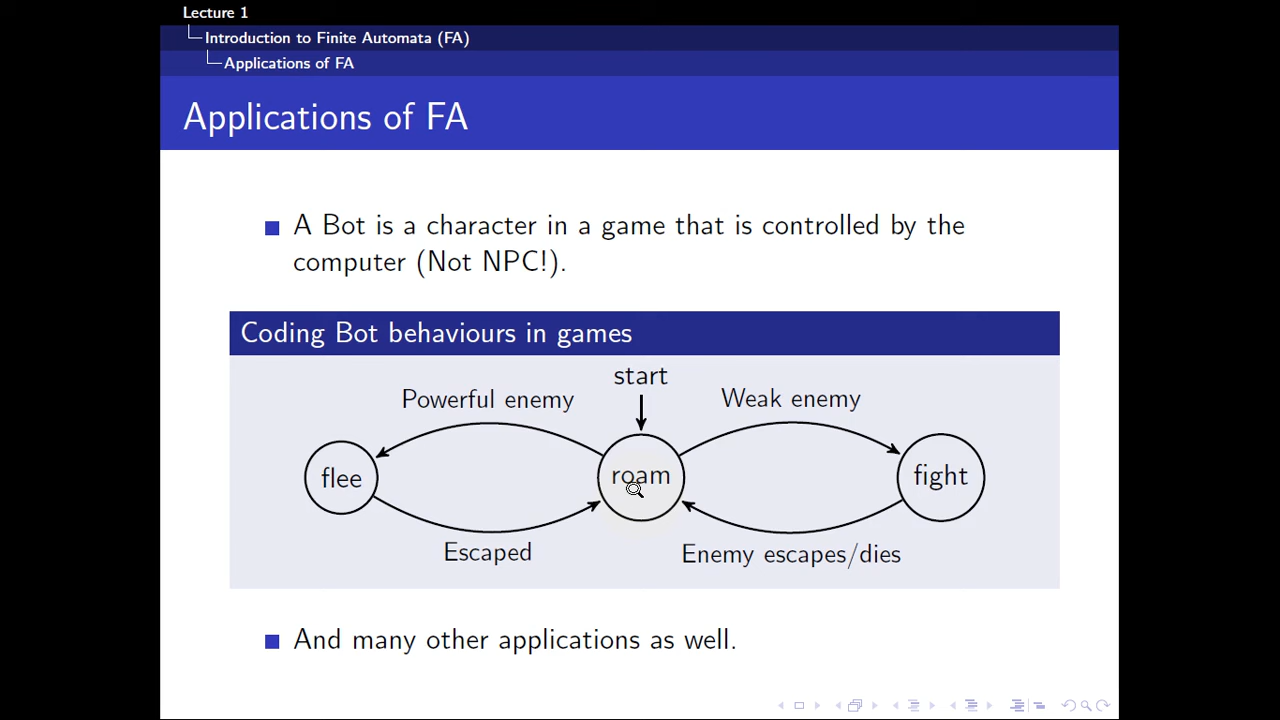 Lecture 1
Introduction to Finite Automata (FA)
Applications of FA
Applications of FA
A Bot is a character in a game that is controlled by the
computer (Not NPC!).
Coding Bot behaviours in games
start
Powerful enemy
Weak enemy
flee
roam
fight
Escaped
Enemy escapes/dies
And many other applications as well.